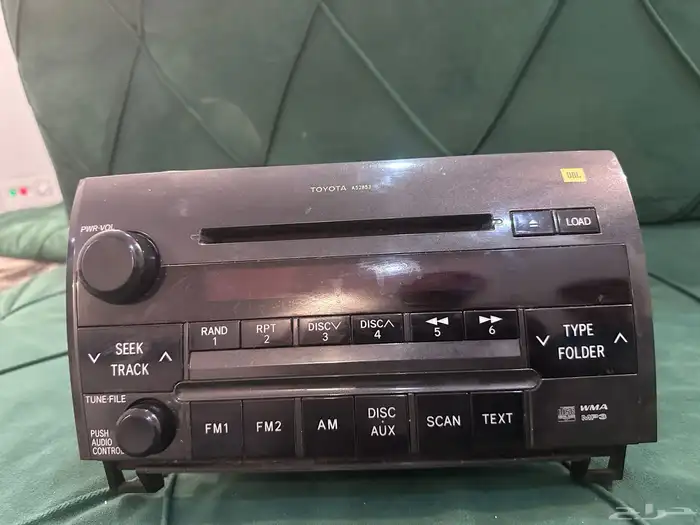 TOYOTA A52853
JBL
PWR·VOL
LOAD
SEEK
TRACK
RAND
1
RPT
2
DISC
3
DISC
4
5
6
TYPE
FOLDER
TUNE·FILE
PUSH
AUDIO
CONTROL
FM1
FM2
AM
DISC
AUX
SCAN
TEXT
WMA
MP3
حراج